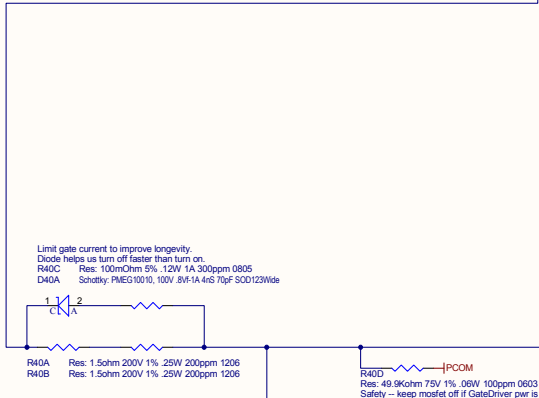 Limit gate current to improve longevity.
Diode helps us turn off faster than turn on.
R40C Res: 100mOhm 5% .12W 1A 300ppm 0805
D40A Schottky: PMEG10010, 100V .8Vf-1A 4nS 70pF SOD123Wide
1 2
C A
R40A Res: 1.5ohm 200V 1% .25W 200ppm 1206
R40B Res: 1.5ohm 200V 1% .25W 200ppm 1206
PCOM
R40D
Res: 49.9Kohm 75V 1% .06W 100ppm 0603
Safety -- keep mosfet off if GateDriver pwr is